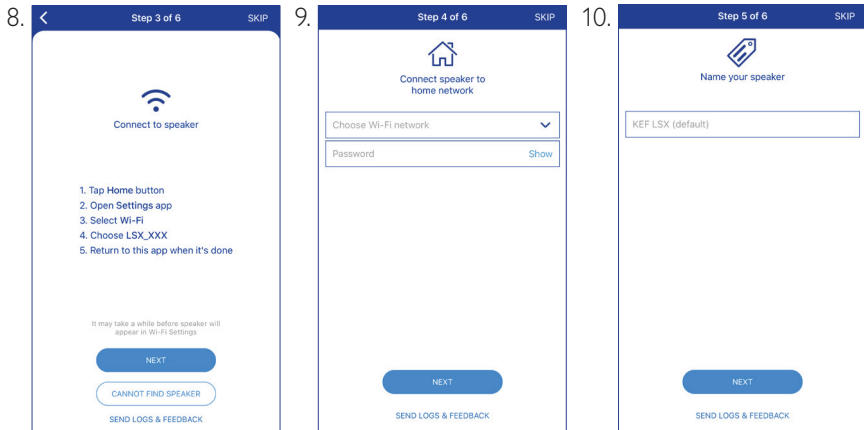 8.
Step 3 of 6
SKIP
Connect to speaker
1. Tap Home button
2. Open Settings app
3. Select Wi-Fi
4. Choose LSX_XXX
5. Return to this app when it's done
It may take a while before speaker will
appear in Wi-Fi Settings
NEXT
CANNOT FIND SPEAKER
SEND LOGS & FEEDBACK
9.
Step 4 of 6
SKIP
Connect speaker to
home network
Choose Wi-Fi network
Password
Show
NEXT
SEND LOGS & FEEDBACK
10.
Step 5 of 6
SKIP
Name your speaker
KEF LSX (default)
NEXT
SEND LOGS & FEEDBACK